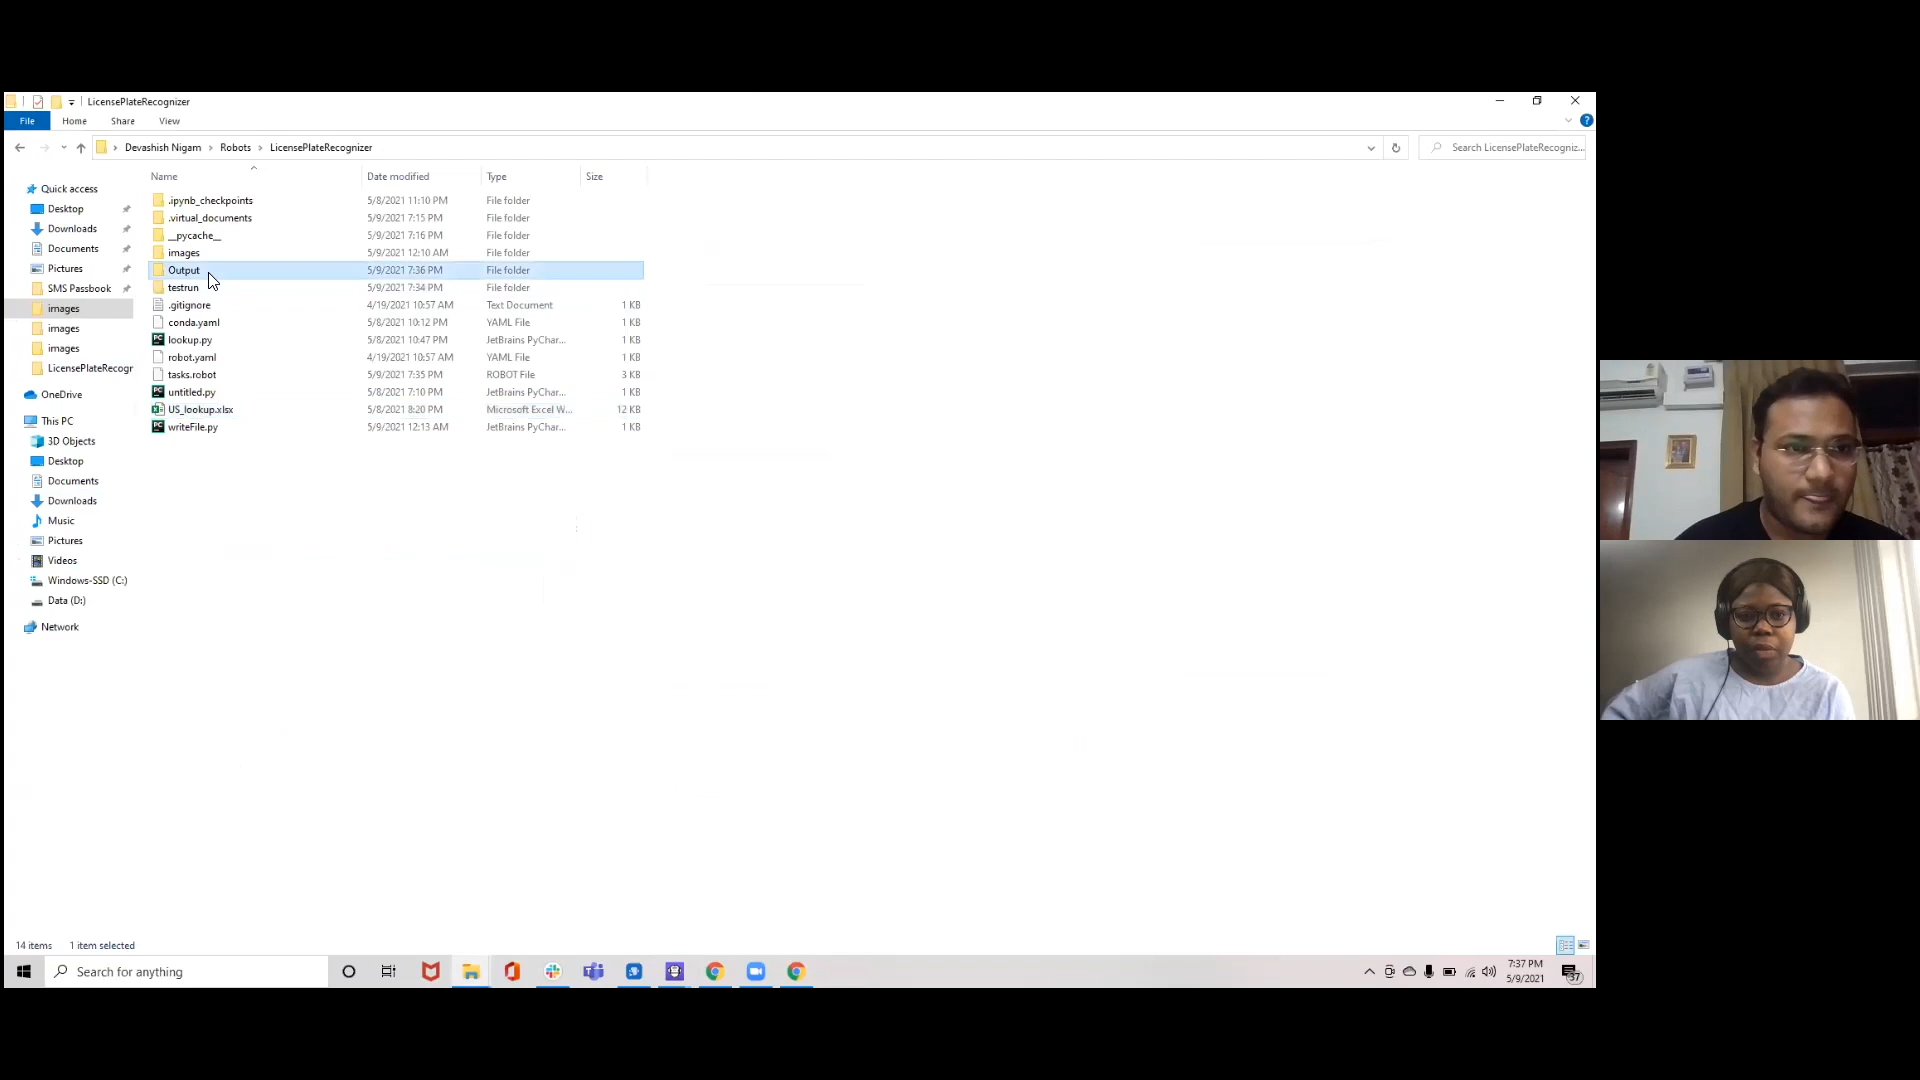 LicensePlateRecognizer
File Home Share View
Devashish Nigam > Robots > LicensePlateRecognizer
Search LicensePlateRecogniz...
Name Date modified Type Size
.ipynb_checkpoints 5/8/2021 11:10 PM File folder
.virtual_documents 5/9/2021 7:15 PM File folder
__pycache__ 5/9/2021 7:16 PM File folder
images 5/9/2021 12:10 AM File folder
Output 5/9/2021 7:36 PM File folder
testrun 5/9/2021 7:34 PM File folder
.gitignore 4/19/2021 10:57 AM Text Document 1 KB
conda.yaml 5/8/2021 10:12 PM YAML File 1 KB
lookup.py 5/8/2021 10:47 PM JetBrains PyChar... 1 KB
robot.yaml 4/19/2021 10:57 AM YAML File 1 KB
tasks.robot 5/9/2021 7:35 PM ROBOT File 3 KB
untitled.py 5/8/2021 7:10 PM JetBrains PyChar... 1 KB
US_lookup.xlsx 5/8/2021 8:20 PM Microsoft Excel W... 12 KB
writeFile.py 5/9/2021 12:13 AM JetBrains PyChar... 1 KB
Quick access
Desktop
Downloads
Documents
Pictures
SMS Passbook
images
images
images
LicensePlateRecogr
OneDrive
This PC
3D Objects
Desktop
Documents
Downloads
Music
Pictures
Videos
Windows-SSD (C:)
Data (D:)
Network
14 items 1 item selected
Search for anything
7:37 PM
5/9/2021
37